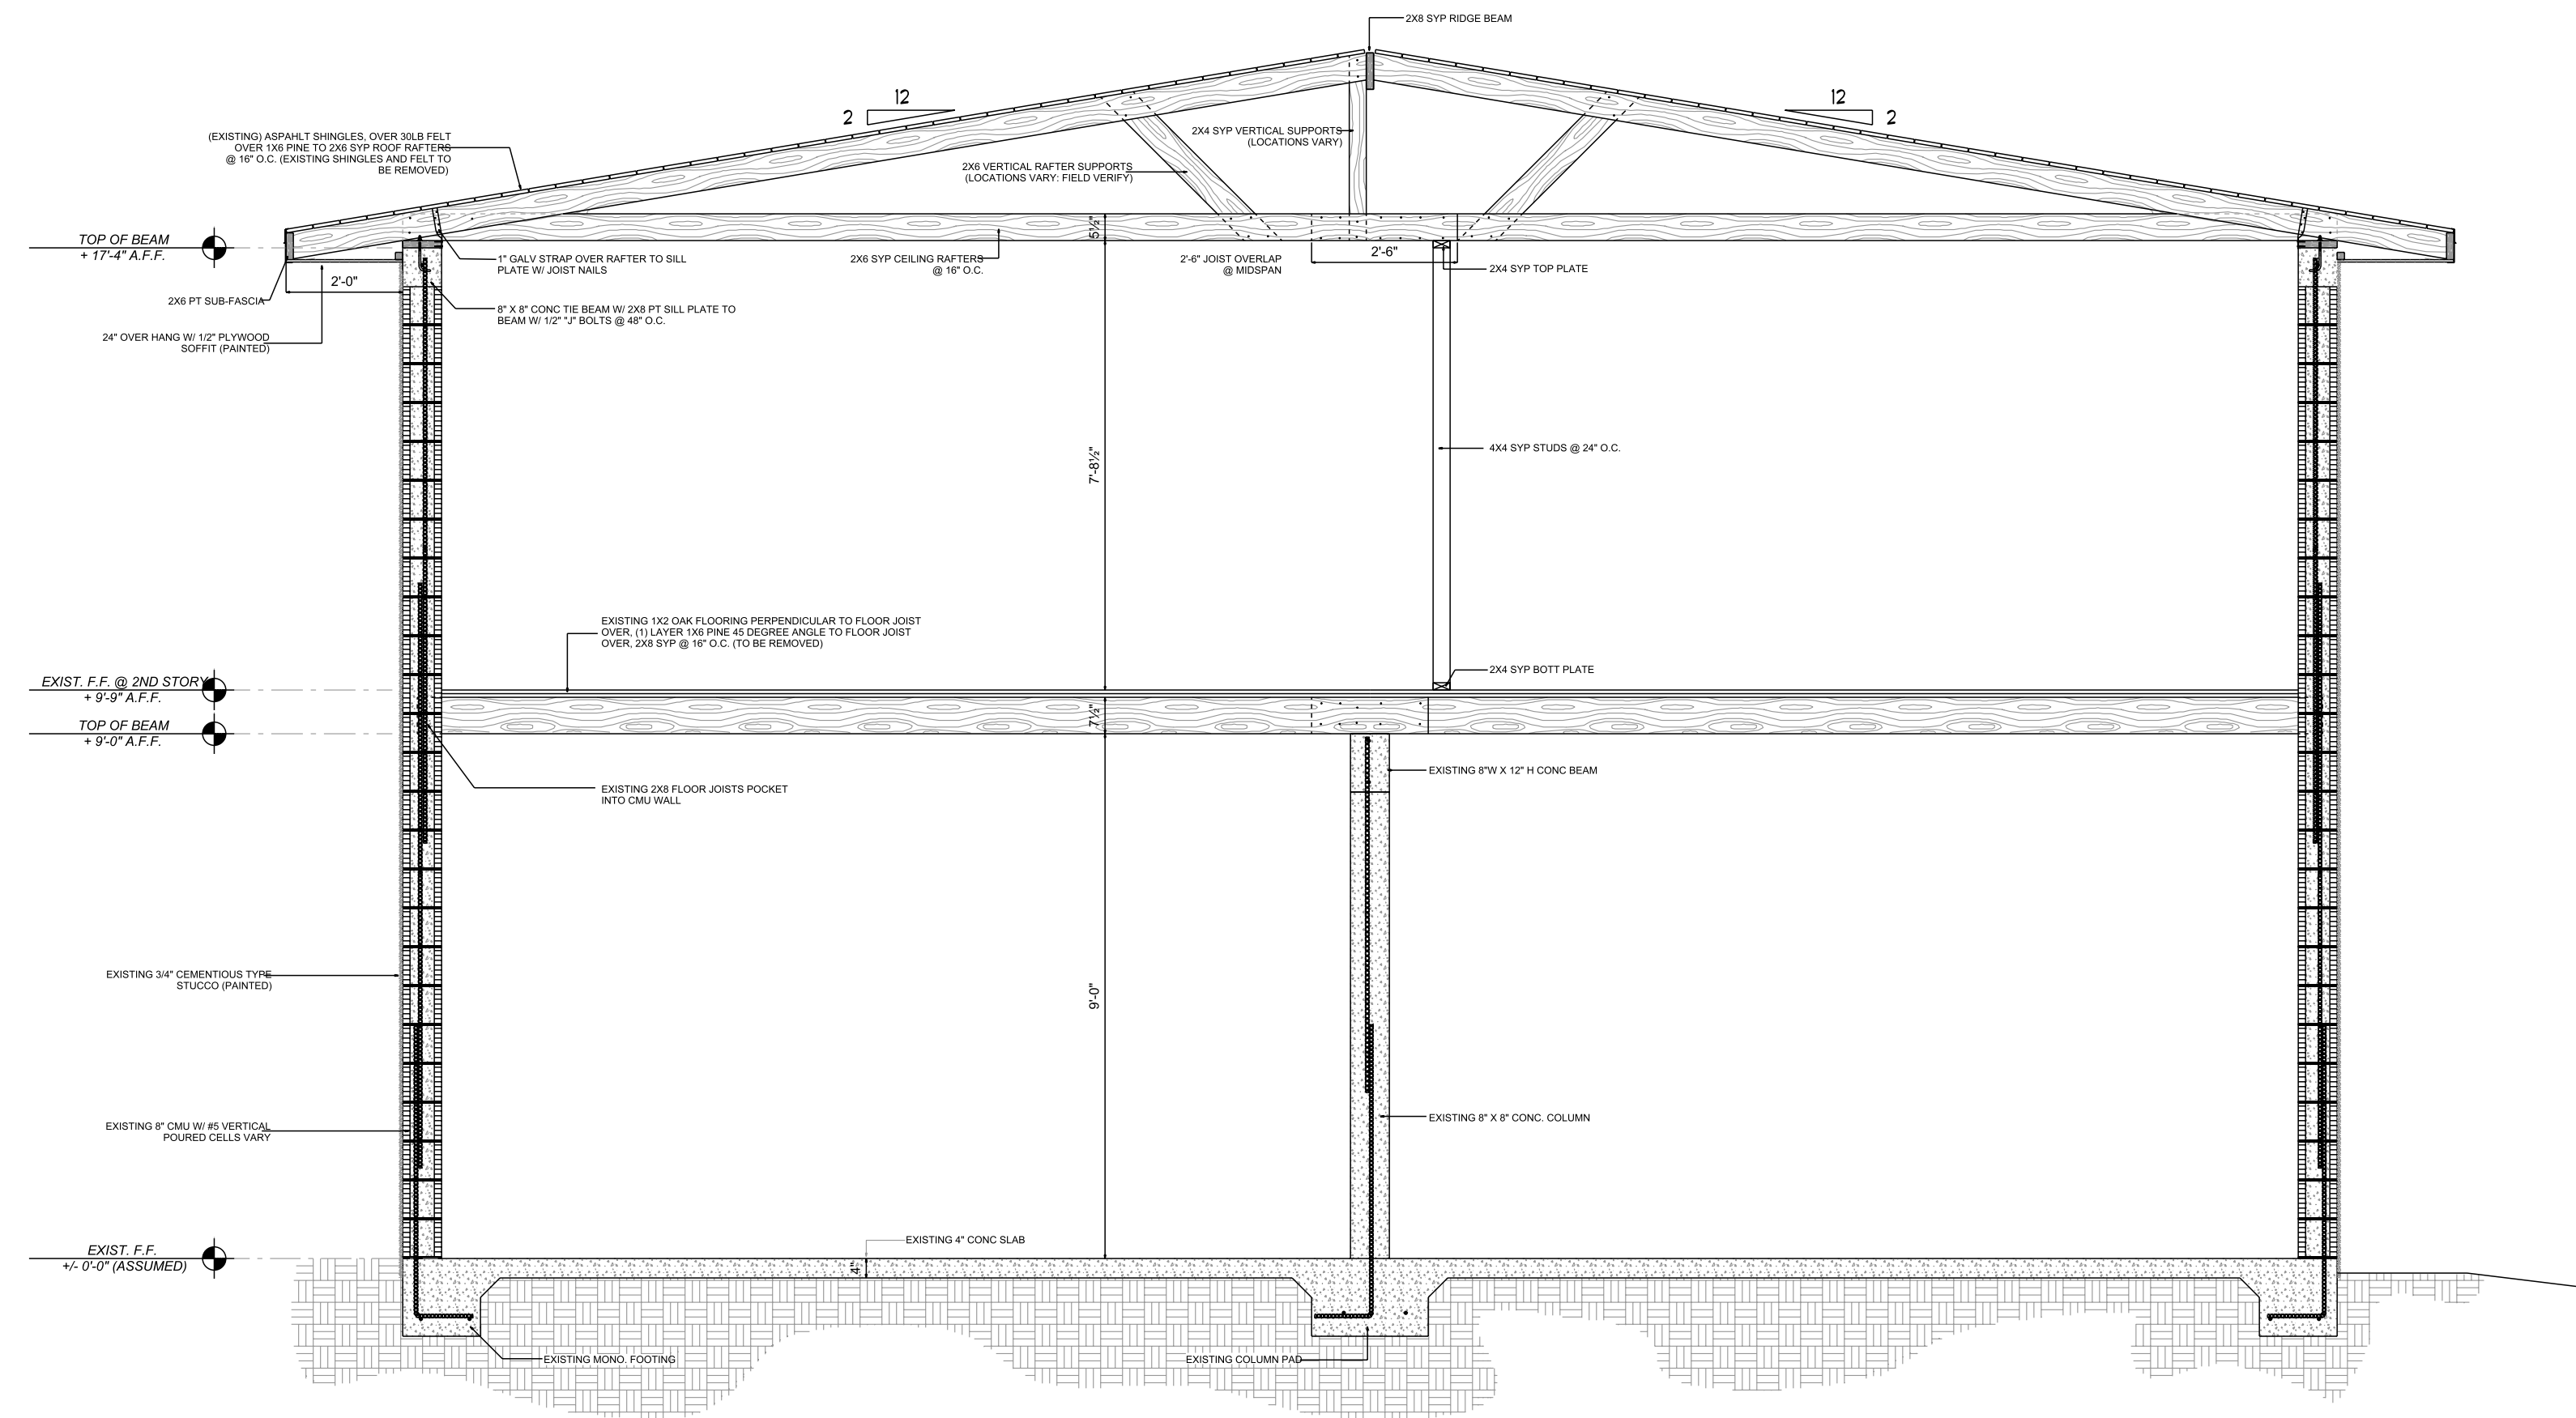 2X8 SYP RIDGE BEAM
12
2
12
2
(EXISTING) ASPAHLT SHINGLES, OVER 30LB FELT
OVER 1X6 PINE TO 2X6 SYP ROOF RAFTERS
@ 16" O.C. (EXISTING SHINGLES AND FELT TO
BE REMOVED)
2X4 SYP VERTICAL SUPPORTS
(LOCATIONS VARY)
2X6 VERTICAL RAFTER SUPPORTS
(LOCATIONS VARY: FIELD VERIFY)
TOP OF BEAM
+ 17'-4" A.F.F.
5½"
2'-6"
1" GALV STRAP OVER RAFTER TO SILL
PLATE W/ JOIST NAILS
2X6 SYP CEILING RAFTERS
@ 16" O.C.
2'-6" JOIST OVERLAP
@ MIDSPAN
2X4 SYP TOP PLATE
2'-0"
2X6 PT SUB-FASCIA
8" X 8" CONC TIE BEAM W/ 2X8 PT SILL PLATE TO
BEAM W/ 1/2" "J" BOLTS @ 48" O.C.
24" OVER HANG W/ 1/2" PLYWOOD
SOFFIT (PAINTED)
7'-8½"
4X4 SYP STUDS @ 24" O.C.
EXISTING 1X2 OAK FLOORING PERPENDICULAR TO FLOOR JOIST
OVER, (1) LAYER 1X6 PINE 45 DEGREE ANGLE TO FLOOR JOIST
OVER, 2X8 SYP @ 16" O.C. (TO BE REMOVED)
2X4 SYP BOTT PLATE
EXIST. F.F. @ 2ND STORY
+ 9'-9" A.F.F.
7½"
TOP OF BEAM
+ 9'-0" A.F.F.
EXISTING 8"W X 12" H CONC BEAM
EXISTING 2X8 FLOOR JOISTS POCKET
INTO CMU WALL
9'-0"
EXISTING 3/4" CEMENTIOUS TYPE
STUCCO (PAINTED)
EXISTING 8" X 8" CONC. COLUMN
EXISTING 8" CMU W/ #5 VERTICAL
POURED CELLS VARY
EXISTING 4" CONC SLAB
EXIST. F.F.
+/- 0'-0" (ASSUMED)
4"
EXISTING MONO. FOOTING
EXISTING COLUMN PAD